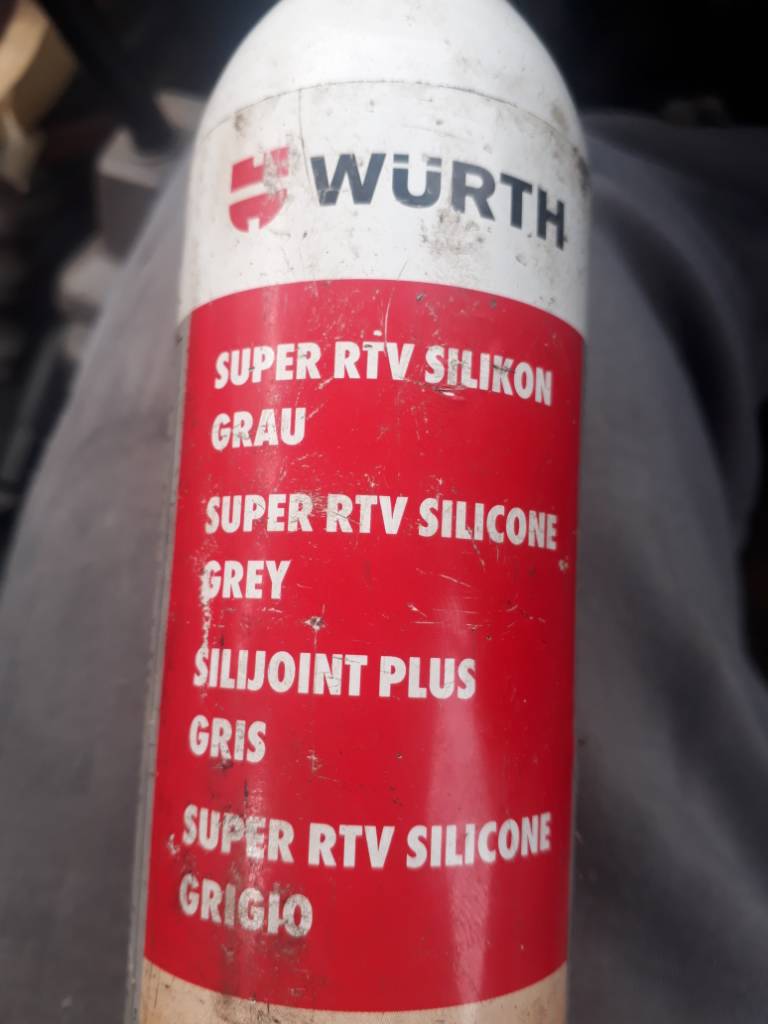 WÜRTH
SUPER RTV SILIKON
GRAU
SUPER RTV SILICONE
GREY
SILIJOINT PLUS
GRIS
SUPER RTV SILICONE
GRIGIO